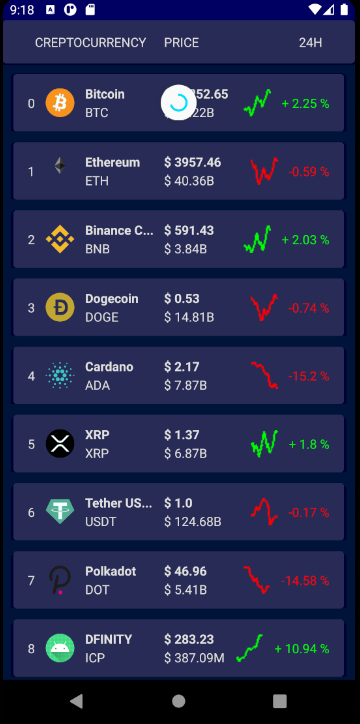 9:18
CREPTOCURRENCY PRICE 24H
0 Bitcoin 52.65 + 2.25 %
BTC 22B
1 Ethereum $ 3957.46 -0.59 %
ETH $ 40.36B
2 Binance C... $ 591.43 + 2.03 %
BNB $ 3.84B
3 Dogecoin $ 0.53 -0.74 %
DOGE $ 14.81B
4 Cardano $ 2.17 -15.2 %
ADA $ 7.87B
5 XRP $ 1.37 + 1.8 %
XRP $ 6.87B
6 Tether US... $ 1.0 -0.17 %
USDT $ 124.68B
7 Polkadot $ 46.96 -14.58 %
DOT $ 5.41B
8 DFINITY $ 283.23 + 10.94 %
ICP $ 387.09M